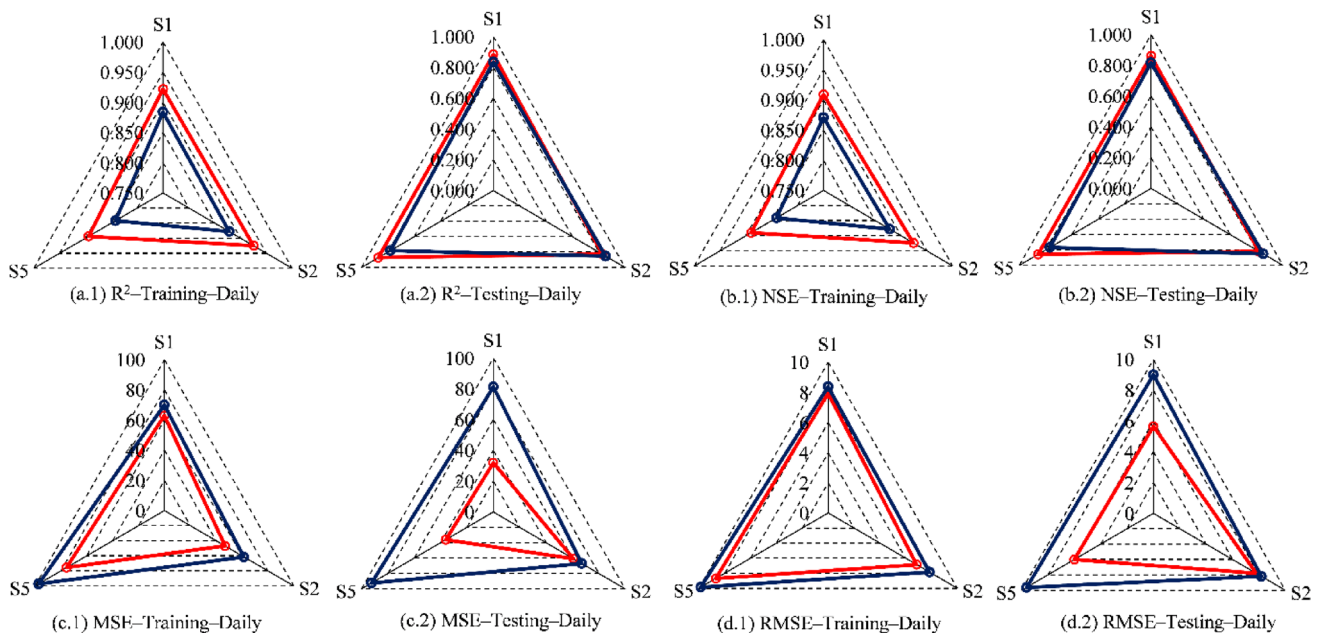 S1
1.000
0.950
0.900
0.850
0.800
0.750
S5
S2
(a.1) R²–Training–Daily
S1
1.000
0.800
0.600
0.400
0.200
0.000
S5
S2
(a.2) R²–Testing–Daily
S1
1.000
0.950
0.900
0.850
0.800
0.750
S5
S2
(b.1) NSE–Training–Daily
S1
1.000
0.800
0.600
0.400
0.200
0.000
S5
S2
(b.2) NSE–Testing–Daily
S1
100
80
60
40
20
0
S5
S2
(c.1) MSE–Training–Daily
S1
100
80
60
40
20
0
S5
S2
(c.2) MSE–Testing–Daily
S1
10
8
6
4
2
0
S5
S2
(d.1) RMSE–Training–Daily
S1
10
8
6
4
2
0
S5
S2
(d.2) RMSE–Testing–Daily